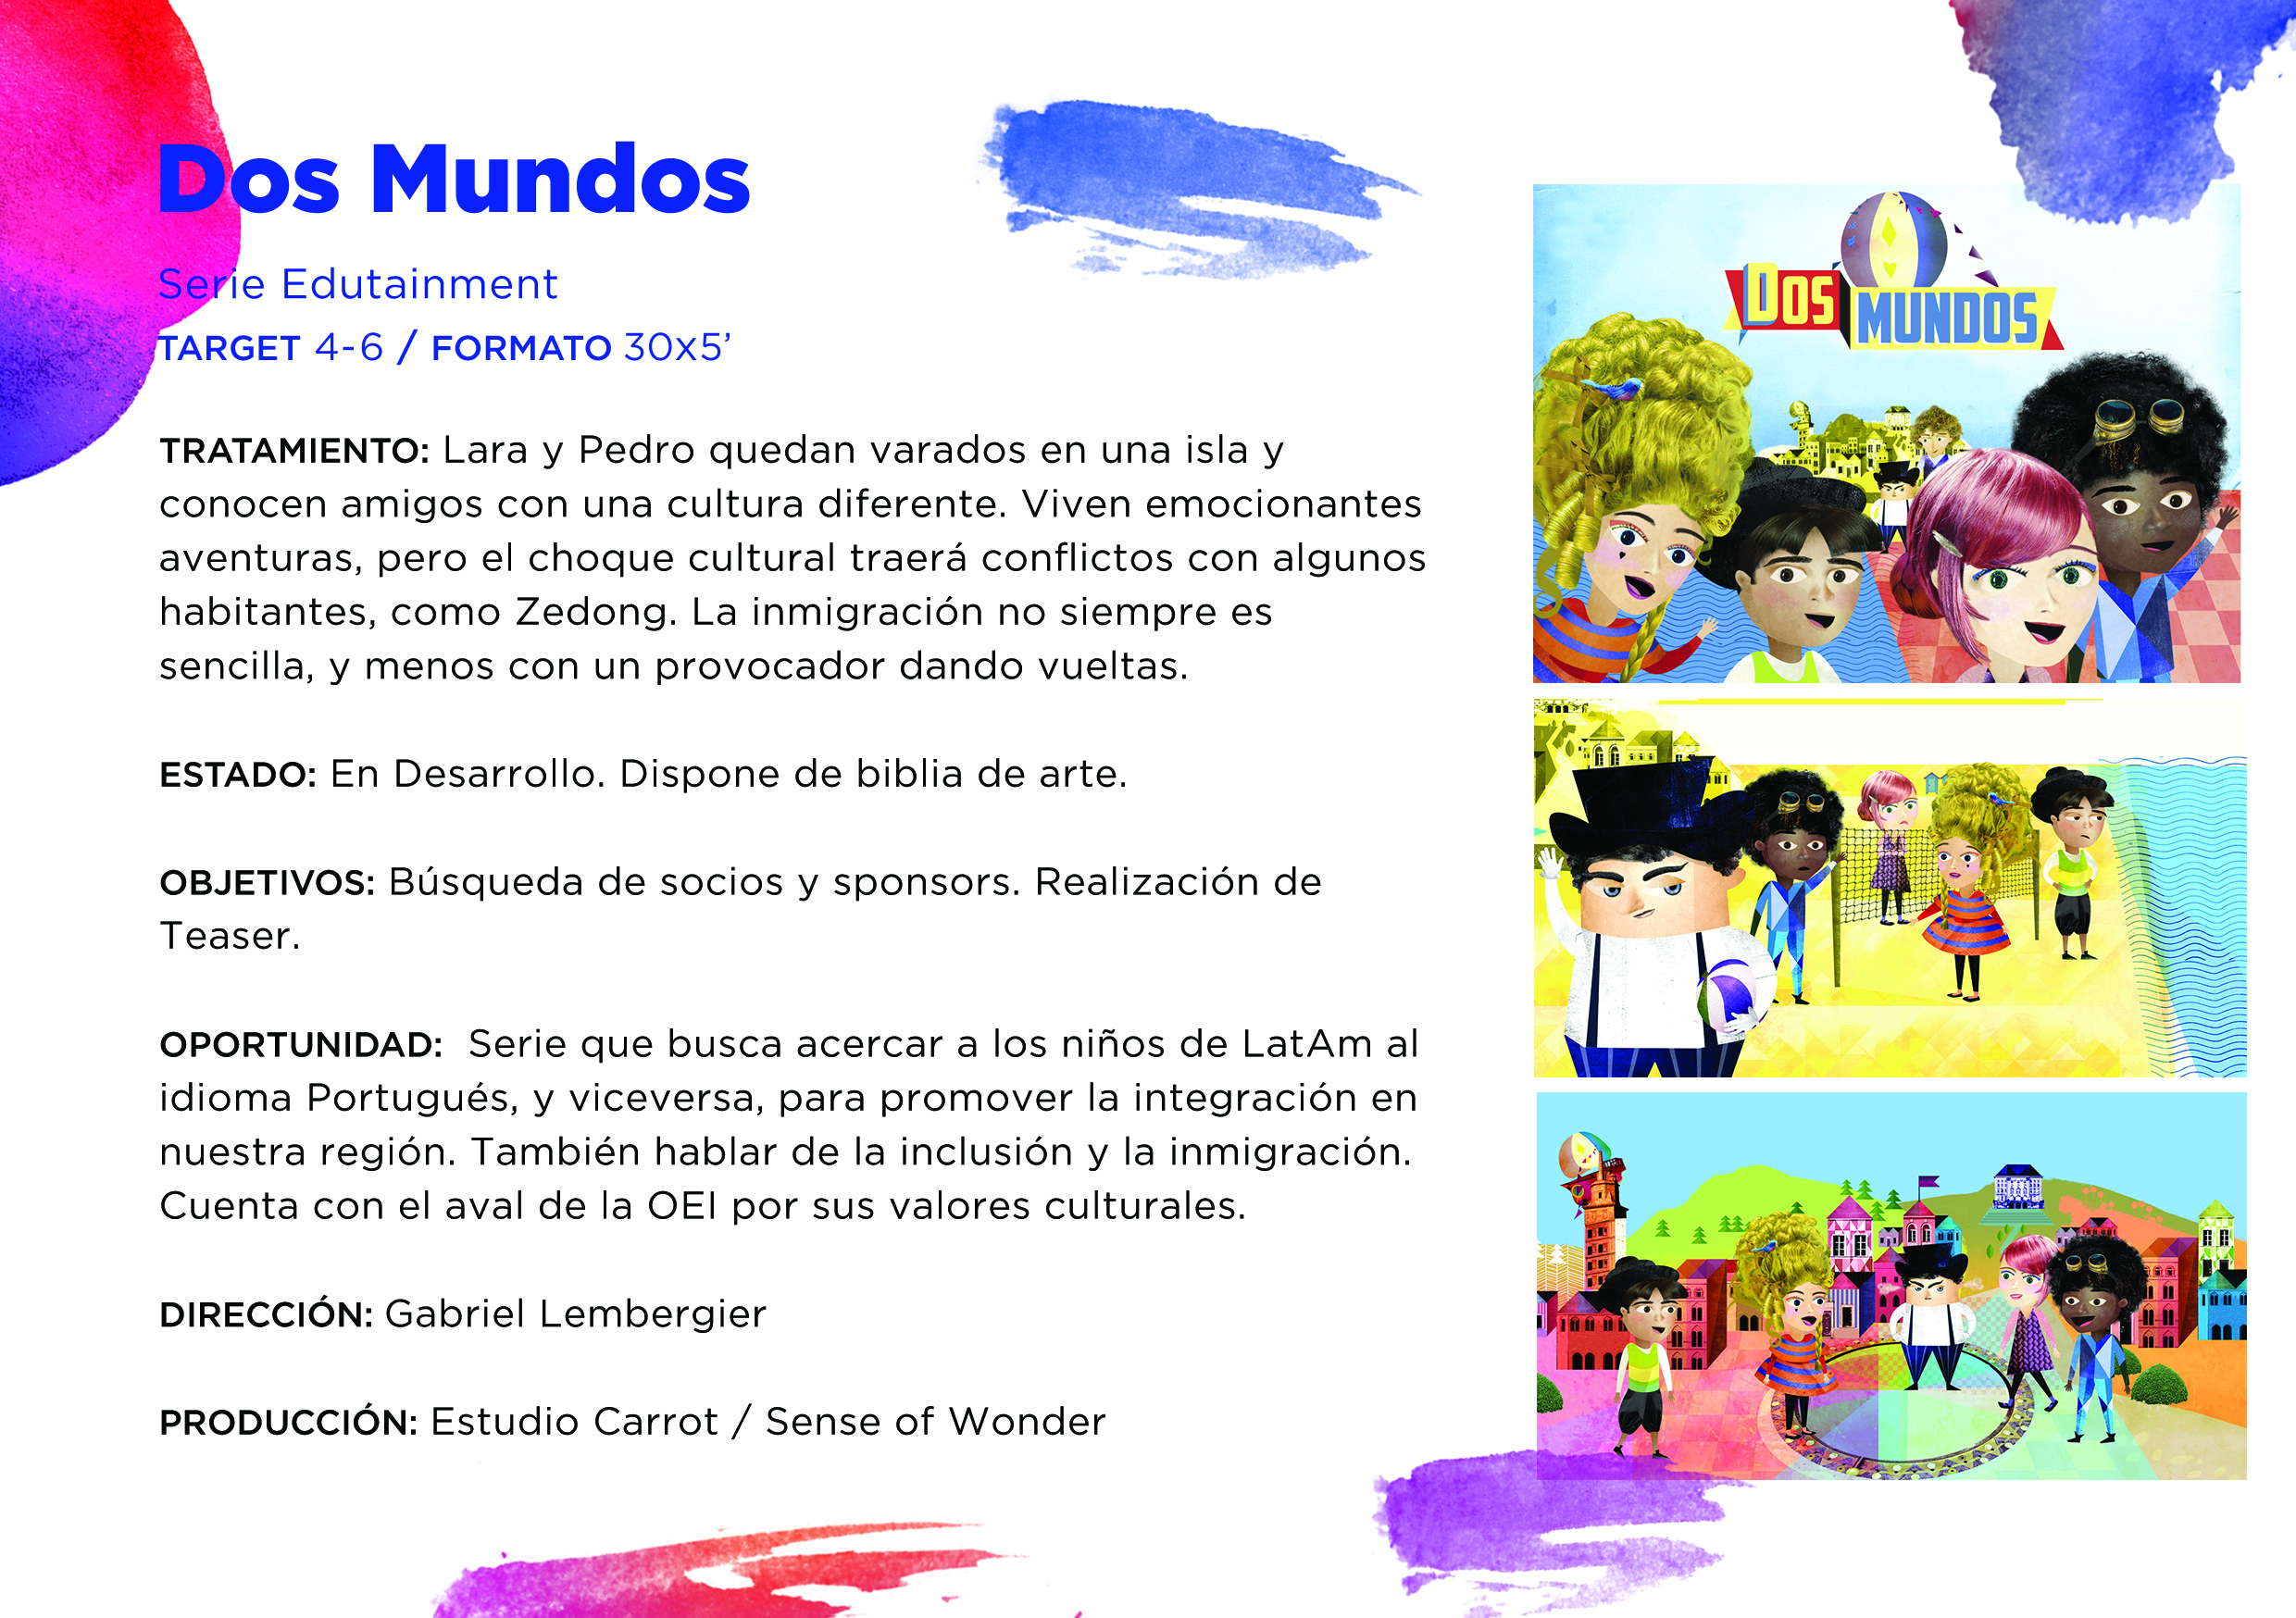 Dos Mundos
Serie Edutainment
TARGET 4-6 / FORMATO 30x5’
TRATAMIENTO: Lara y Pedro quedan varados en una isla y
conocen amigos con una cultura diferente. Viven emocionantes
aventuras, pero el choque cultural traerá conflictos con algunos
habitantes, como Zedong. La inmigración no siempre es
sencilla, y menos con un provocador dando vueltas.
ESTADO: En Desarrollo. Dispone de biblia de arte.
OBJETIVOS: Búsqueda de socios y sponsors. Realización de
Teaser.
OPORTUNIDAD: Serie que busca acercar a los niños de LatAm al
idioma Portugués, y viceversa, para promover la integración en
nuestra región. También hablar de la inclusión y la inmigración.
Cuenta con el aval de la OEI por sus valores culturales.
DIRECCIÓN: Gabriel Lembergier
PRODUCCIÓN: Estudio Carrot / Sense of Wonder
DOS MUNDOS